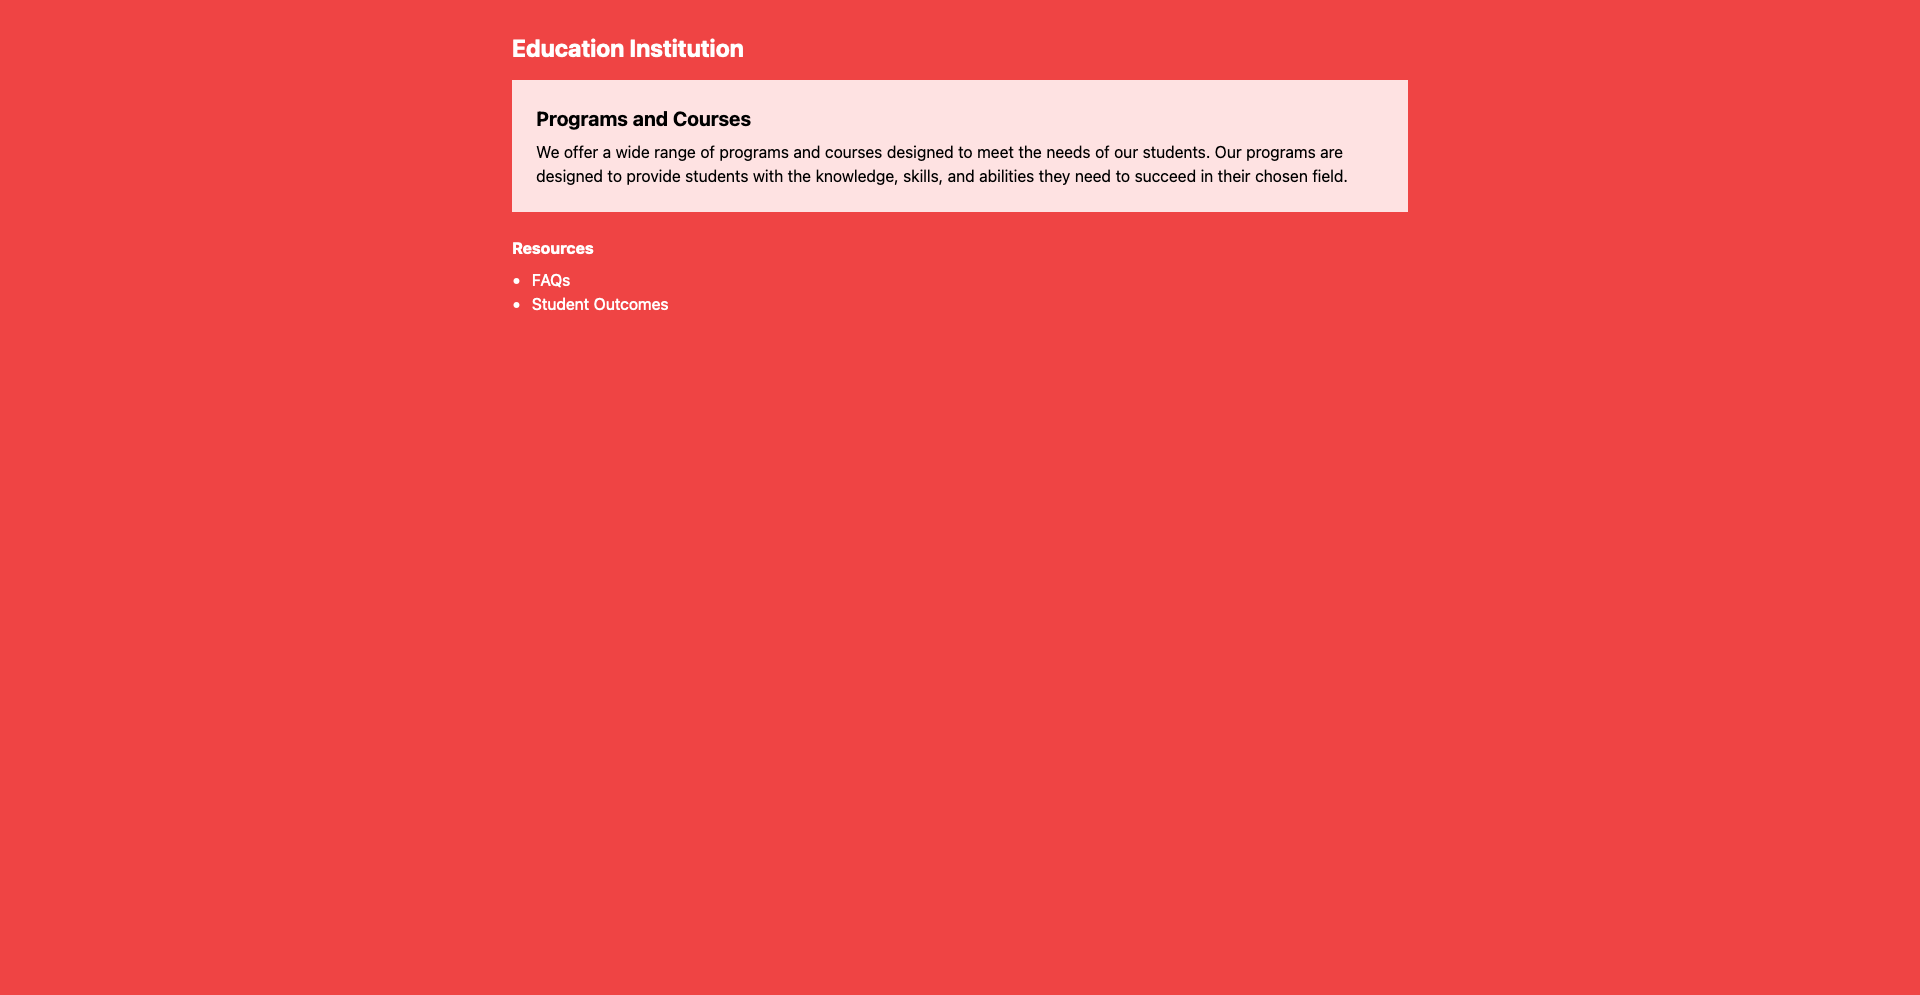 Education Institution
Programs and Courses
We offer a wide range of programs and courses designed to meet the needs of our students. Our programs are
designed to provide students with the knowledge, skills, and abilities they need to succeed in their chosen field.
Resources
• FAQs
• Student Outcomes